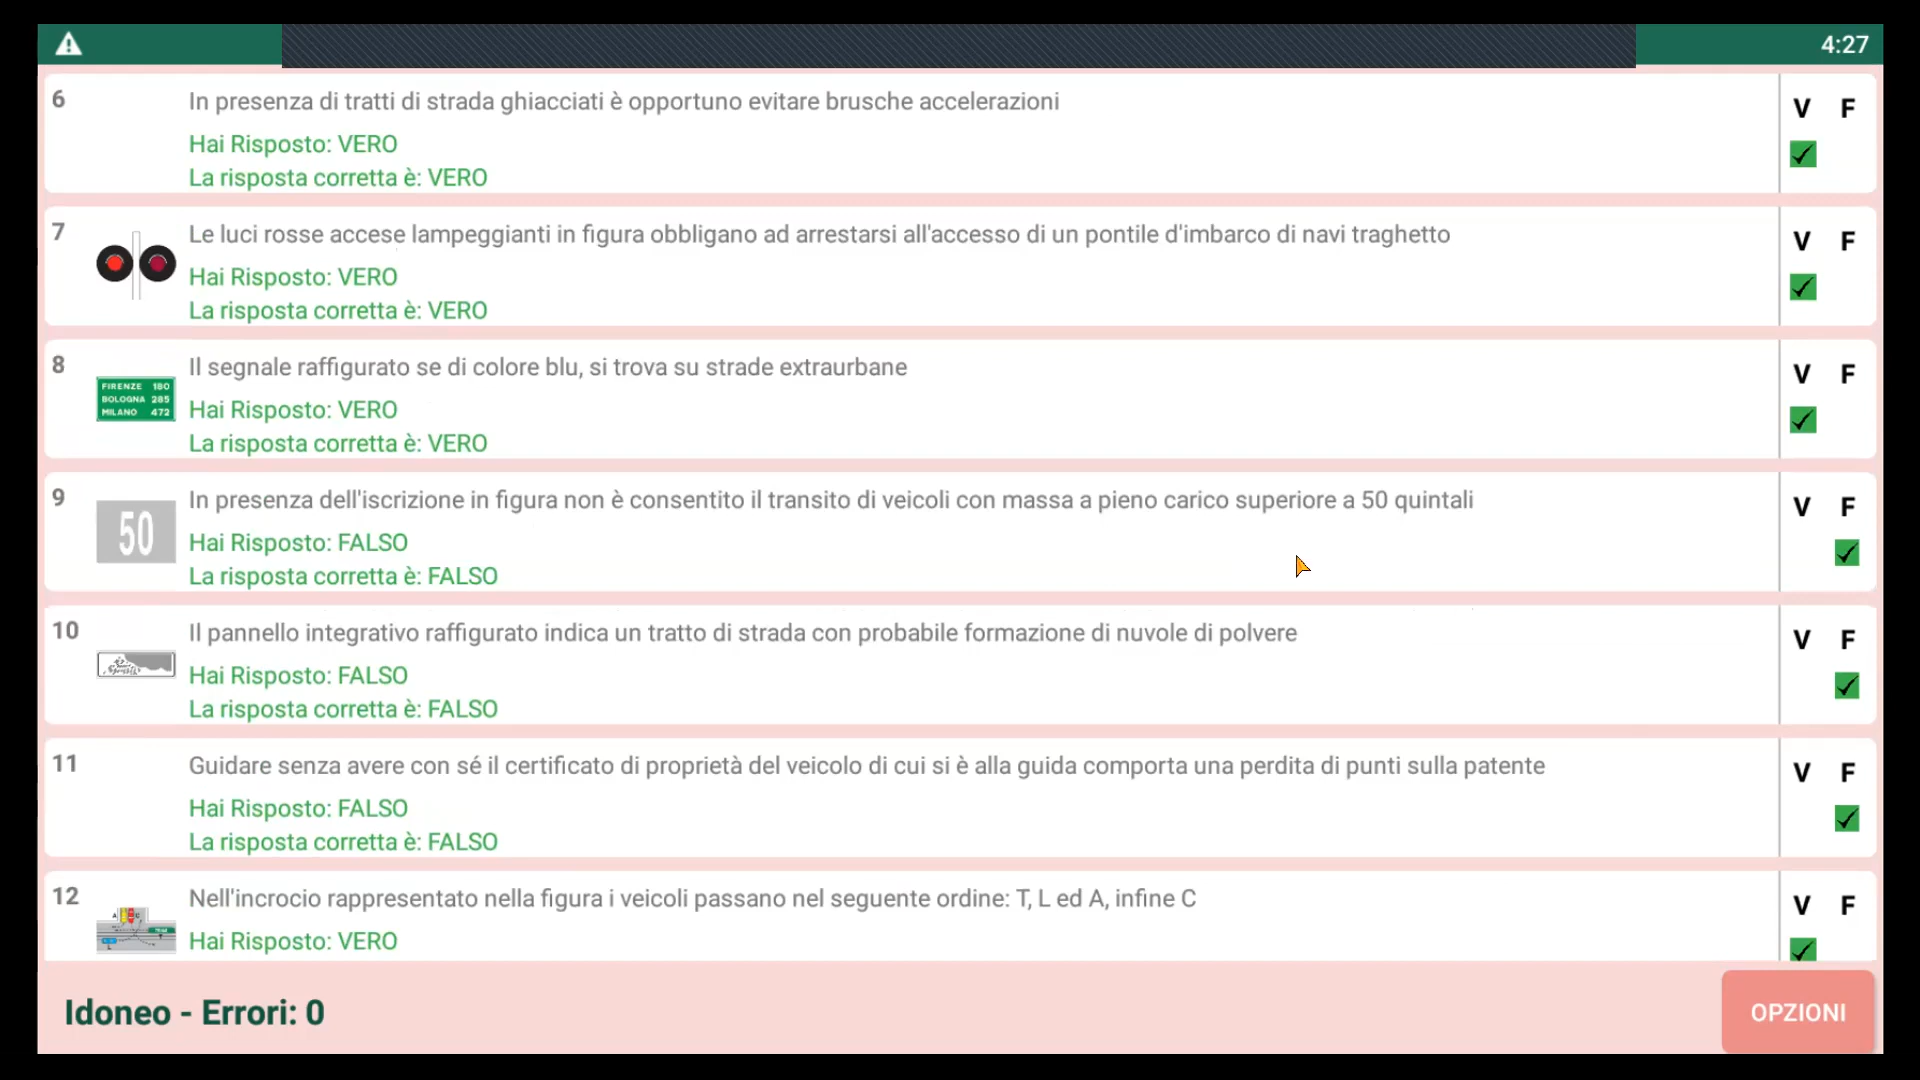 4:27
6 In presenza di tratti di strada ghiacciati è opportuno evitare brusche accelerazioni V F
Hai Risposto: VERO
La risposta corretta è: VERO
7 Le luci rosse accese lampeggianti in figura obbligano ad arrestarsi all'accesso di un pontile d'imbarco di navi traghetto V F
Hai Risposto: VERO
La risposta corretta è: VERO
8 Il segnale raffigurato se di colore blu, si trova su strade extraurbane V F
FIRENZE 180
BOLOGNA 285
MILANO 472
Hai Risposto: VERO
La risposta corretta è: VERO
9 In presenza dell'iscrizione in figura non è consentito il transito di veicoli con massa a pieno carico superiore a 50 quintali V F
50
Hai Risposto: FALSO
La risposta corretta è: FALSO
10 Il pannello integrativo raffigurato indica un tratto di strada con probabile formazione di nuvole di polvere V F
Hai Risposto: FALSO
La risposta corretta è: FALSO
11 Guidare senza avere con sé il certificato di proprietà del veicolo di cui si è alla guida comporta una perdita di punti sulla patente V F
Hai Risposto: FALSO
La risposta corretta è: FALSO
12 Nell'incrocio rappresentato nella figura i veicoli passano nel seguente ordine: T, L ed A, infine C V F
Hai Risposto: VERO
Idoneo - Errori: 0
OPZIONI